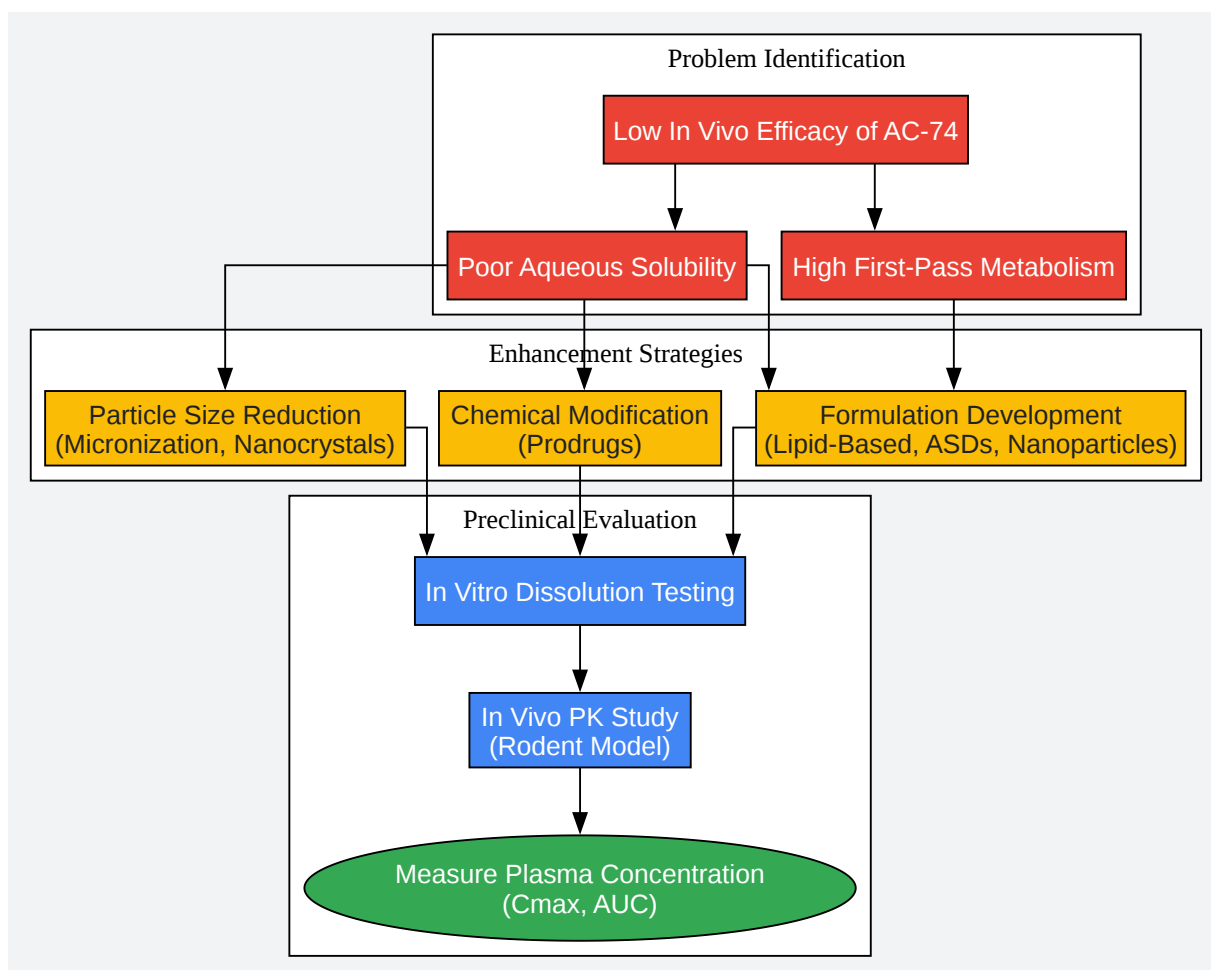 Problem Identification
Low In Vivo Efficacy of AC-74
Poor Aqueous Solubility
High First-Pass Metabolism
Enhancement Strategies
Particle Size Reduction
(Micronization, Nanocrystals)
Chemical Modification
(Prodrugs)
Formulation Development
(Lipid-Based, ASDs, Nanoparticles)
Preclinical Evaluation
In Vitro Dissolution Testing
In Vivo PK Study
(Rodent Model)
Measure Plasma Concentration
(Cmax, AUC)